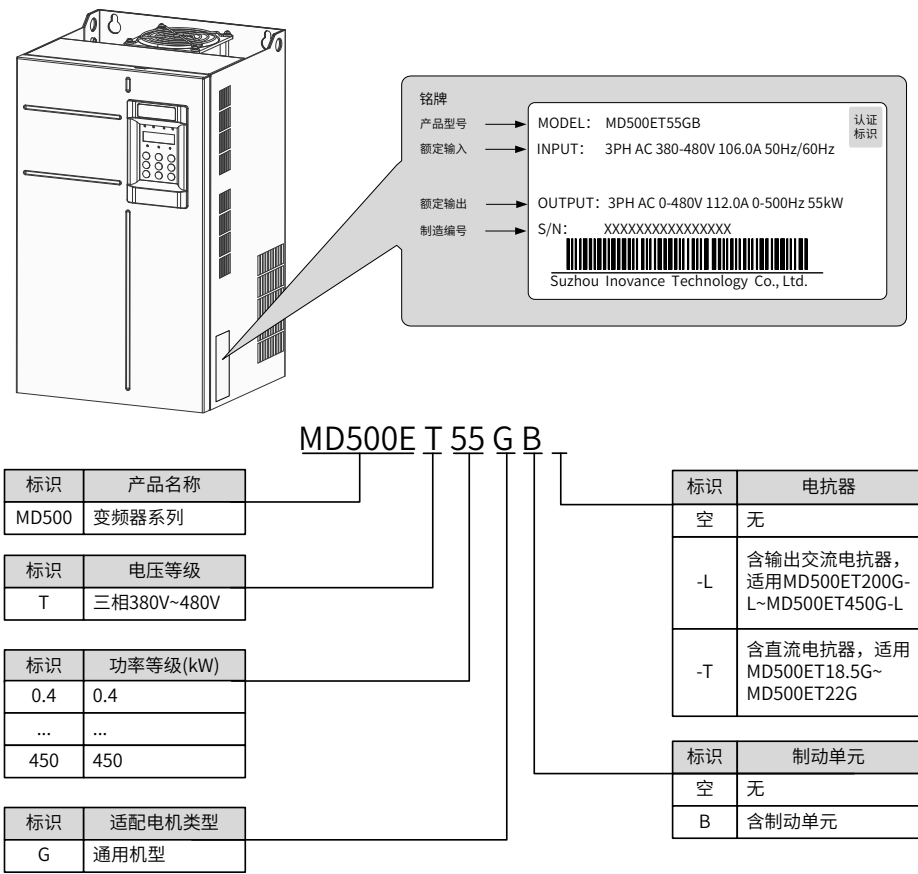 铭牌
产品型号
MODEL： MD500ET55GB
认证
标识
额定输入
INPUT： 3PH AC 380-480V 106.0A 50Hz/60Hz
额定输出
OUTPUT：3PH AC 0-480V 112.0A 0-500Hz 55kW
制造编号
S/N： XXXXXXXXXXXXXXXX
Suzhou Inovance Technology Co., Ltd.
MD500E T 55 G B _
标识 产品名称
MD500 变频器系列
标识 电压等级
T 三相380V~480V
标识 功率等级(kW)
0.4 0.4
... ...
450 450
标识 适配电机类型
G 通用机型
标识 电抗器
空 无
-L 含输出交流电抗器，
适用MD500ET200G-
L~MD500ET450G-L
-T 含直流电抗器，适用
MD500ET18.5G~
MD500ET22G
标识 制动单元
空 无
B 含制动单元